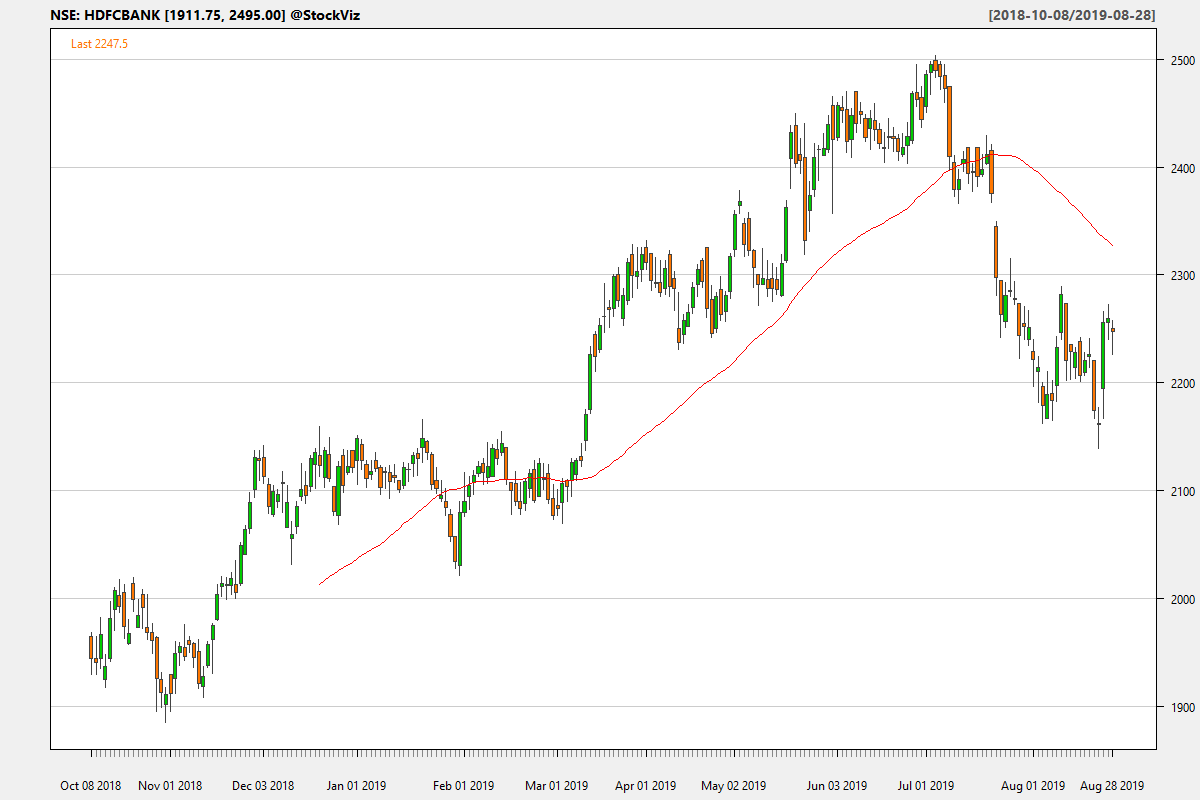 NSE: HDFCBANK [1911.75, 2495.00] @StockViz [2018-10-08/2019-08-28]
Last 2247.5
2500
2400
2300
2200
2100
2000
1900
Oct 08 2018 Nov 01 2018 Dec 03 2018 Jan 01 2019 Feb 01 2019 Mar 01 2019 Apr 01 2019 May 02 2019 Jun 03 2019 Jul 01 2019 Aug 01 2019 Aug 28 2019